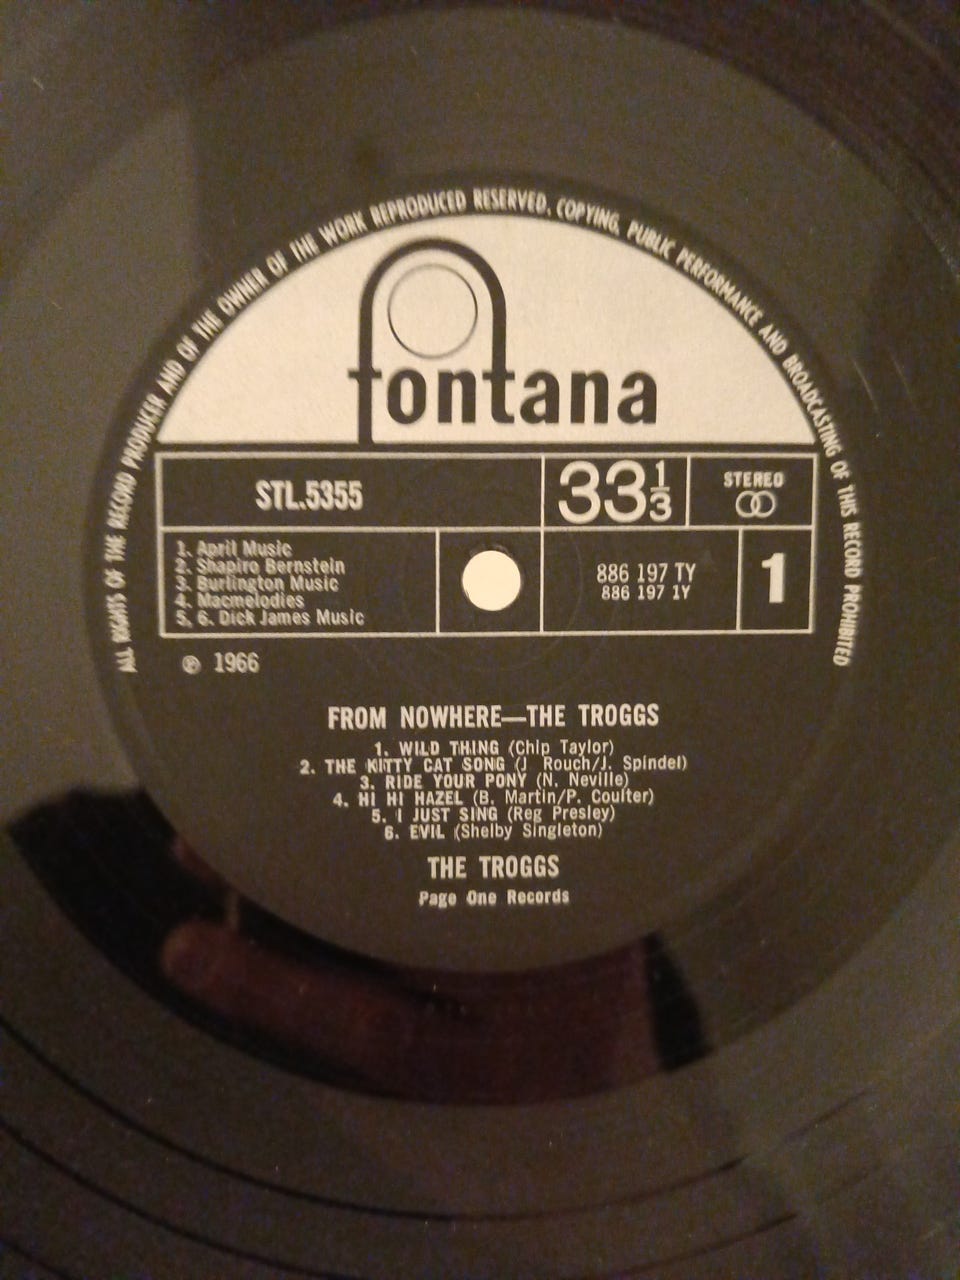 ALL RIGHTS OF THE RECORD PRODUCER AND OF THE OWNER OF THE WORK REPRODUCED RESERVED. COPYING, PUBLIC PERFORMANCE AND BROADCASTING OF THIS RECORD PROHIBITED
fontana
STL.5355
33 1/3
STEREO
1. April Music
2. Shapiro Bernstein
3. Burlington Music
4. Macmelodies
5, 6. Dick James Music
886 197 TY
886 197 1Y
1
℗ 1966
FROM NOWHERE—THE TROGGS
1. WILD THING (Chip Taylor)
2. THE KITTY CAT SONG (J Rouch/J. Spindel)
3. RIDE YOUR PONY (N. Neville)
4. HI HI HAZEL (B. Martin/P. Coulter)
5. I JUST SING (Reg Presley)
6. EVIL (Shelby Singleton)
THE TROGGS
Page One Records